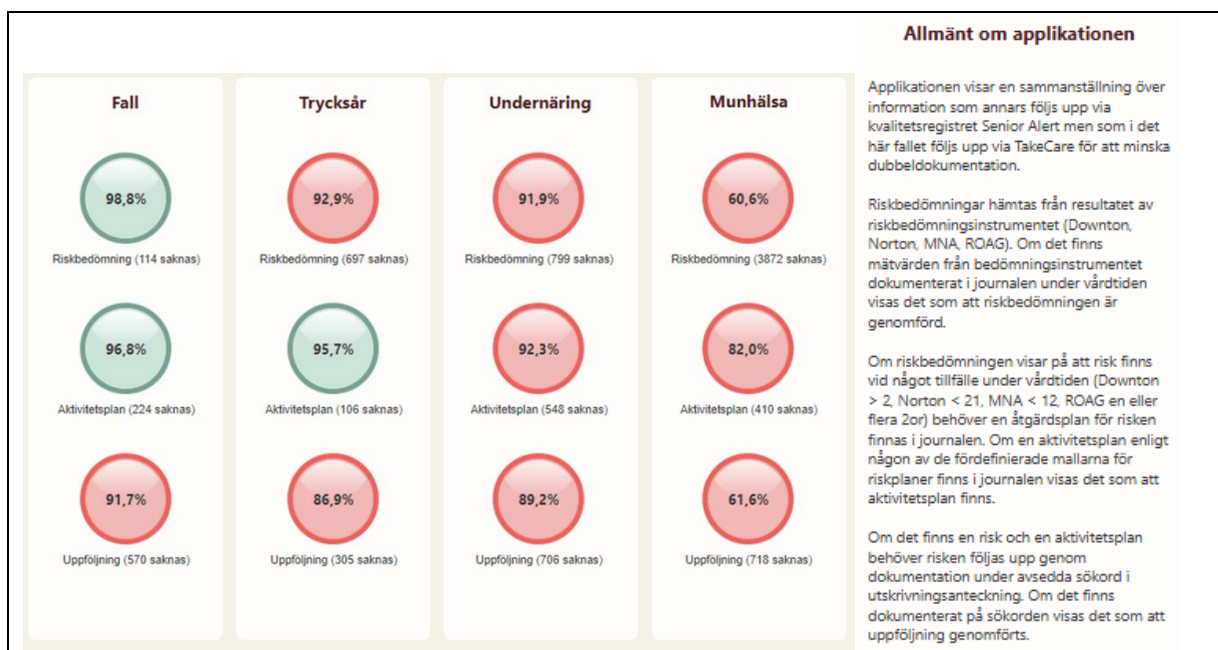 Fall
98,8%
Riskbedömning (114 saknas)
96,8%
Aktivitetsplan (224 saknas)
91,7%
Uppföljning (570 saknas)
Trycksår
92,9%
Riskbedömning (697 saknas)
95,7%
Aktivitetsplan (106 saknas)
86,9%
Uppföljning (305 saknas)
Undernäring
91,9%
Riskbedömning (799 saknas)
92,3%
Aktivitetsplan (548 saknas)
89,2%
Uppföljning (706 saknas)
Munhälsa
60,6%
Riskbedömning (3872 saknas)
82,0%
Aktivitetsplan (410 saknas)
61,6%
Uppföljning (718 saknas)
Allmänt om applikationen
Applikationen visar en sammanställning över
information som annars följs upp via
kvalitetsregistret Senior Alert men som i det
här fallet följs upp via TakeCare för att minska
dubbeldokumentation.
Riskbedömningar hämtas från resultatet av
riskbedömningsinstrumentet (Downton,
Norton, MNA, ROAG). Om det finns
mätvärden från bedömningsinstrumentet
dokumenterat i journalen under vårdtiden
visas det som att riskbedömningen är
genomförd.
Om riskbedömningen visar på att risk finns
vid något tillfälle under vårdtiden (Downton
> 2, Norton < 21, MNA < 12, ROAG en eller
flera 2or) behöver en åtgärdsplan för risken
finnas i journalen. Om en aktivitetsplan enligt
någon av de fördefinierade mallarna för
riskplaner finns i journalen visas det som att
aktivitetsplan finns.
Om det finns en risk och en aktivitetsplan
behöver risken följas upp genom
dokumentation under avsedda sökord i
utskrivningsanteckning. Om det finns
dokumenterat på sökorden visas det som att
uppföljning genomförts.